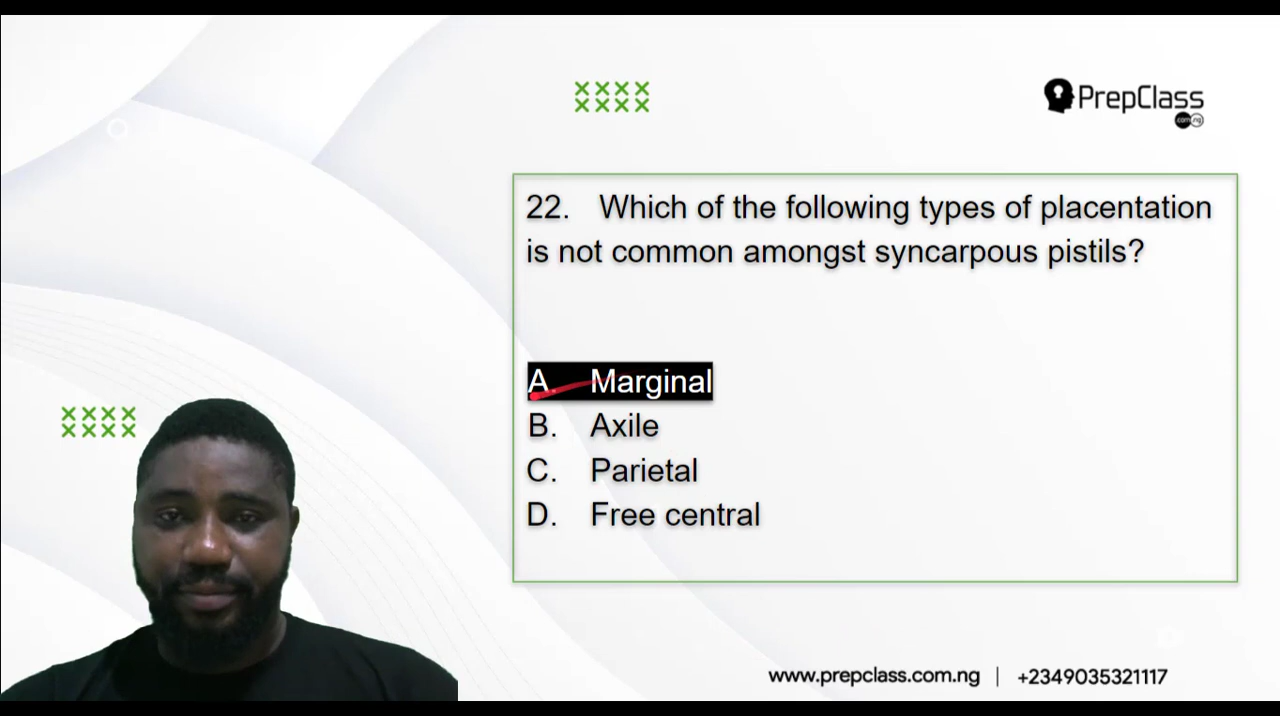 PrepClass
.com.ng
22. Which of the following types of placentation
is not common amongst syncarpous pistils?
A. Marginal
B. Axile
C. Parietal
D. Free central
www.prepclass.com.ng | +2349035321117